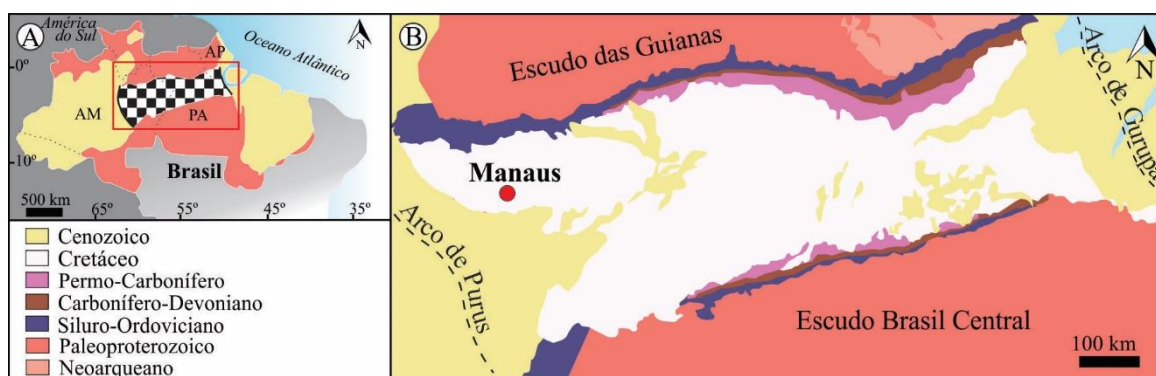 A
América
do Sul
Oceano Atlântico
N
AP
0º
AM
PA
10º
Brasil
500 km
65º
55º
45º
35º
Cenozoico
Cretáceo
Permo-Carbonífero
Carbonífero-Devoniano
Siluro-Ordoviciano
Paleoproterozoico
Neoarqueano
B
Escudo das Guianas
N
Arco de Gurupá
Manaus
Arco de Purus
Escudo Brasil Central
100 km